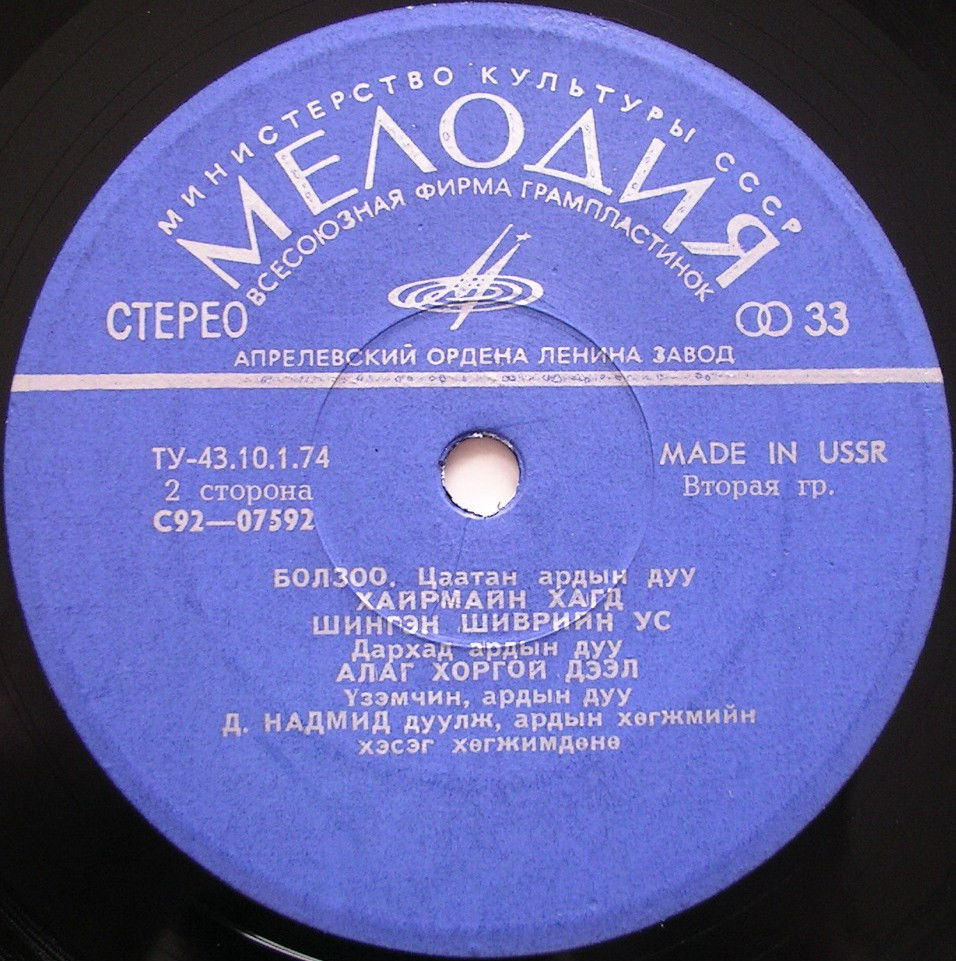 МИНИСТЕРСТВО КУЛЬТУРЫ СССР
МЕЛОДИЯ
ВСЕСОЮЗНАЯ ФИРМА ГРАМПЛАСТИНОК
СТЕРЕО
33
АПРЕЛЕВСКИЙ ОРДЕНА ЛЕНИНА ЗАВОД
ТУ-43.10.1.74
2 сторона
С92—07592
MADE IN USSR
Вторая гр.
БОЛЗОО. Цаатан ардын дуу
ХАЙРМАЙН ХАГД
ШИНГЭН ШИВРИЙН УС
Дархад ардын дуу
АЛАГ ХОРГОЙ ДЭЭЛ
Үзэмчин, ардын дуу
Д. НАДМИД дуулж, ардын хөгжмийн
хэсэг хөгжимдөнө